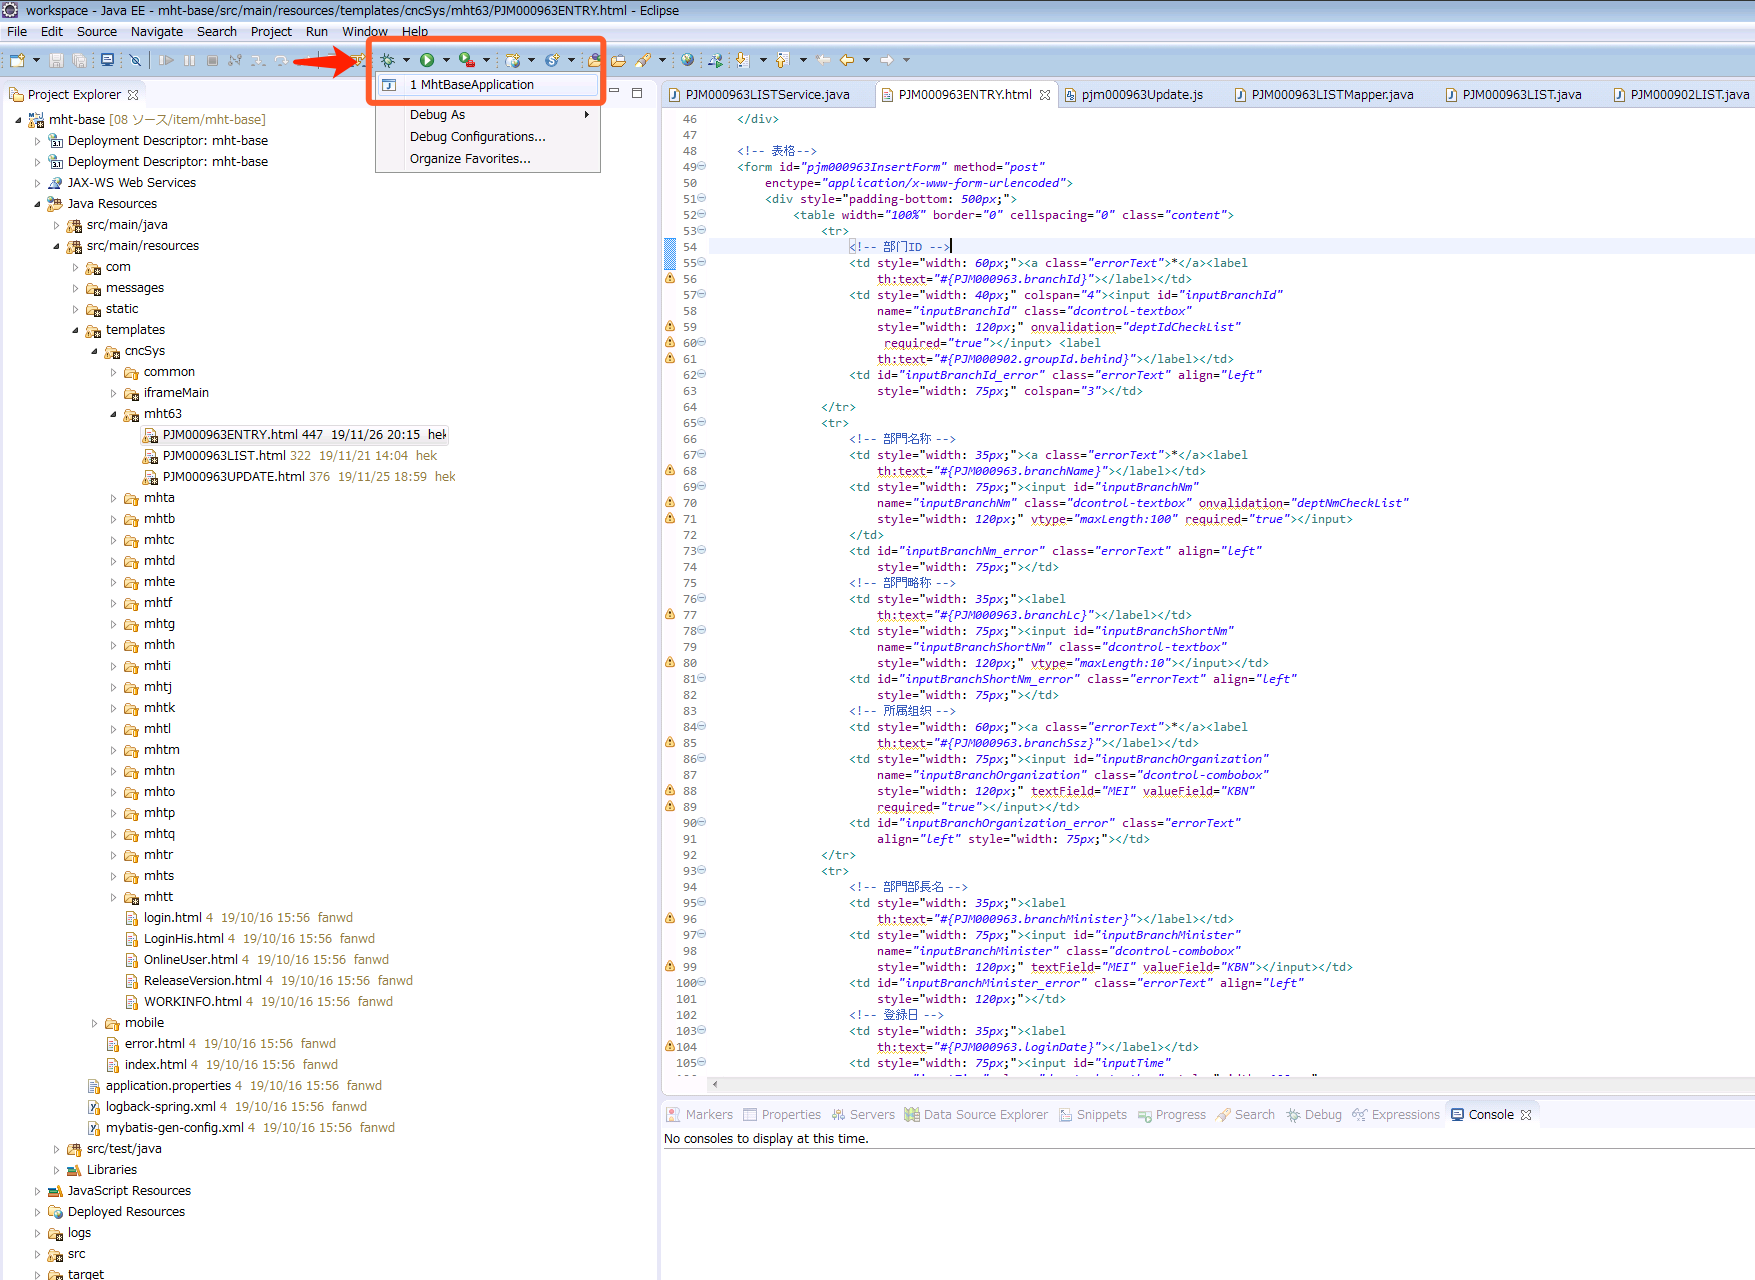 workspace - Java EE - mht-base/src/main/resources/templates/cncSys/mht63/PJM000963ENTRY.html - Eclipse
File Edit Source Navigate Search Project Run Window Help
1 MhtBaseApplication
Debug As
Debug Configurations...
Organize Favorites...
Project Explorer
mht-base [08 ソース/item/mht-base]
Deployment Descriptor: mht-base
Deployment Descriptor: mht-base
JAX-WS Web Services
Java Resources
src/main/java
src/main/resources
com
messages
static
templates
cncSys
common
iframeMain
mht63
PJM000963ENTRY.html 447 19/11/26 20:15 hek
PJM000963LIST.html 322 19/11/21 14:04 hek
PJM000963UPDATE.html 376 19/11/25 18:59 hek
mhta
mhtb
mhtc
mhtd
mhte
mhtf
mhtg
mhth
mhti
mhtj
mhtk
mhtl
mhtm
mhtn
mhto
mhtp
mhtq
mhtr
mhts
mhtt
login.html 4 19/10/16 15:56 fanwd
LoginHis.html 4 19/10/16 15:56 fanwd
OnlineUser.html 4 19/10/16 15:56 fanwd
ReleaseVersion.html 4 19/10/16 15:56 fanwd
WORKINFO.html 4 19/10/16 15:56 fanwd
mobile
error.html 4 19/10/16 15:56 fanwd
index.html 4 19/10/16 15:56 fanwd
application.properties 4 19/10/16 15:56 fanwd
logback-spring.xml 4 19/10/16 15:56 fanwd
mybatis-gen-config.xml 4 19/10/16 15:56 fanwd
src/test/java
Libraries
JavaScript Resources
Deployed Resources
logs
src
target
PJM000963LISTService.java PJM000963ENTRY.html pjm000963Update.js PJM000963LISTMapper.java PJM000963LIST.java PJM000902LIST.java
46 </div>
47
48 <!-- 表格-->
49 <form id="pjm000963InsertForm" method="post"
50 enctype="application/x-www-form-urlencoded">
51 <div style="padding-bottom: 500px;">
52 <table width="100%" border="0" cellspacing="0" class="content">
53 <tr>
54 <!-- 部门ID -->
55 <td style="width: 60px;"><a class="errorText">*</a><label
56 th:text="#{PJM000963.branchId}"></label></td>
57 <td style="width: 40px;" colspan="4"><input id="inputBranchId"
58 name="inputBranchId" class="dcontrol-textbox"
59 style="width: 120px;" onvalidation="deptIdCheckList"
60 required="true"></input> <label
61 th:text="#{PJM000902.groupId.behind}"></label></td>
62 <td id="inputBranchId_error" class="errorText" align="left"
63 style="width: 75px;" colspan="3"></td>
64 </tr>
65 <tr>
66 <!-- 部門名称 -->
67 <td style="width: 35px;"><a class="errorText">*</a><label
68 th:text="#{PJM000963.branchName}"></label></td>
69 <td style="width: 75px;"><input id="inputBranchNm"
70 name="inputBranchNm" class="dcontrol-textbox" onvalidation="deptNmCheckList"
71 style="width: 120px;" vtype="maxLength:100" required="true"></input>
72 </td>
73 <td id="inputBranchNm_error" class="errorText" align="left"
74 style="width: 75px;"></td>
75 <!-- 部門略称 -->
76 <td style="width: 35px;"><label
77 th:text="#{PJM000963.branchLc}"></label></td>
78 <td style="width: 75px;"><input id="inputBranchShortNm"
79 name="inputBranchShortNm" class="dcontrol-textbox"
80 style="width: 120px;" vtype="maxLength:10"></input></td>
81 <td id="inputBranchShortNm_error" class="errorText" align="left"
82 style="width: 75px;"></td>
83 <!-- 所属组织 -->
84 <td style="width: 60px;"><a class="errorText">*</a><label
85 th:text="#{PJM000963.branchSsz}"></label></td>
86 <td style="width: 75px;"><input id="inputBranchOrganization"
87 name="inputBranchOrganization" class="dcontrol-combobox"
88 style="width: 120px;" textField="MEI" valueField="KBN"
89 required="true"></input></td>
90 <td id="inputBranchOrganization_error" class="errorText"
91 align="left" style="width: 75px;"></td>
92 </tr>
93 <tr>
94 <!-- 部門部長名 -->
95 <td style="width: 35px;"><label
96 th:text="#{PJM000963.branchMinister}"></label></td>
97 <td style="width: 75px;"><input id="inputBranchMinister"
98 name="inputBranchMinister" class="dcontrol-combobox"
99 style="width: 120px;" textField="MEI" valueField="KBN"></input></td>
100 <td id="inputBranchMinister_error" class="errorText" align="left"
101 style="width: 120px;"></td>
102 <!-- 登録日 -->
103 <td style="width: 35px;"><label
104 th:text="#{PJM000963.loginDate}"></label></td>
105 <td style="width: 75px;"><input id="inputTime"
Markers Properties Servers Data Source Explorer Snippets Progress Search Debug Expressions Console
No consoles to display at this time.